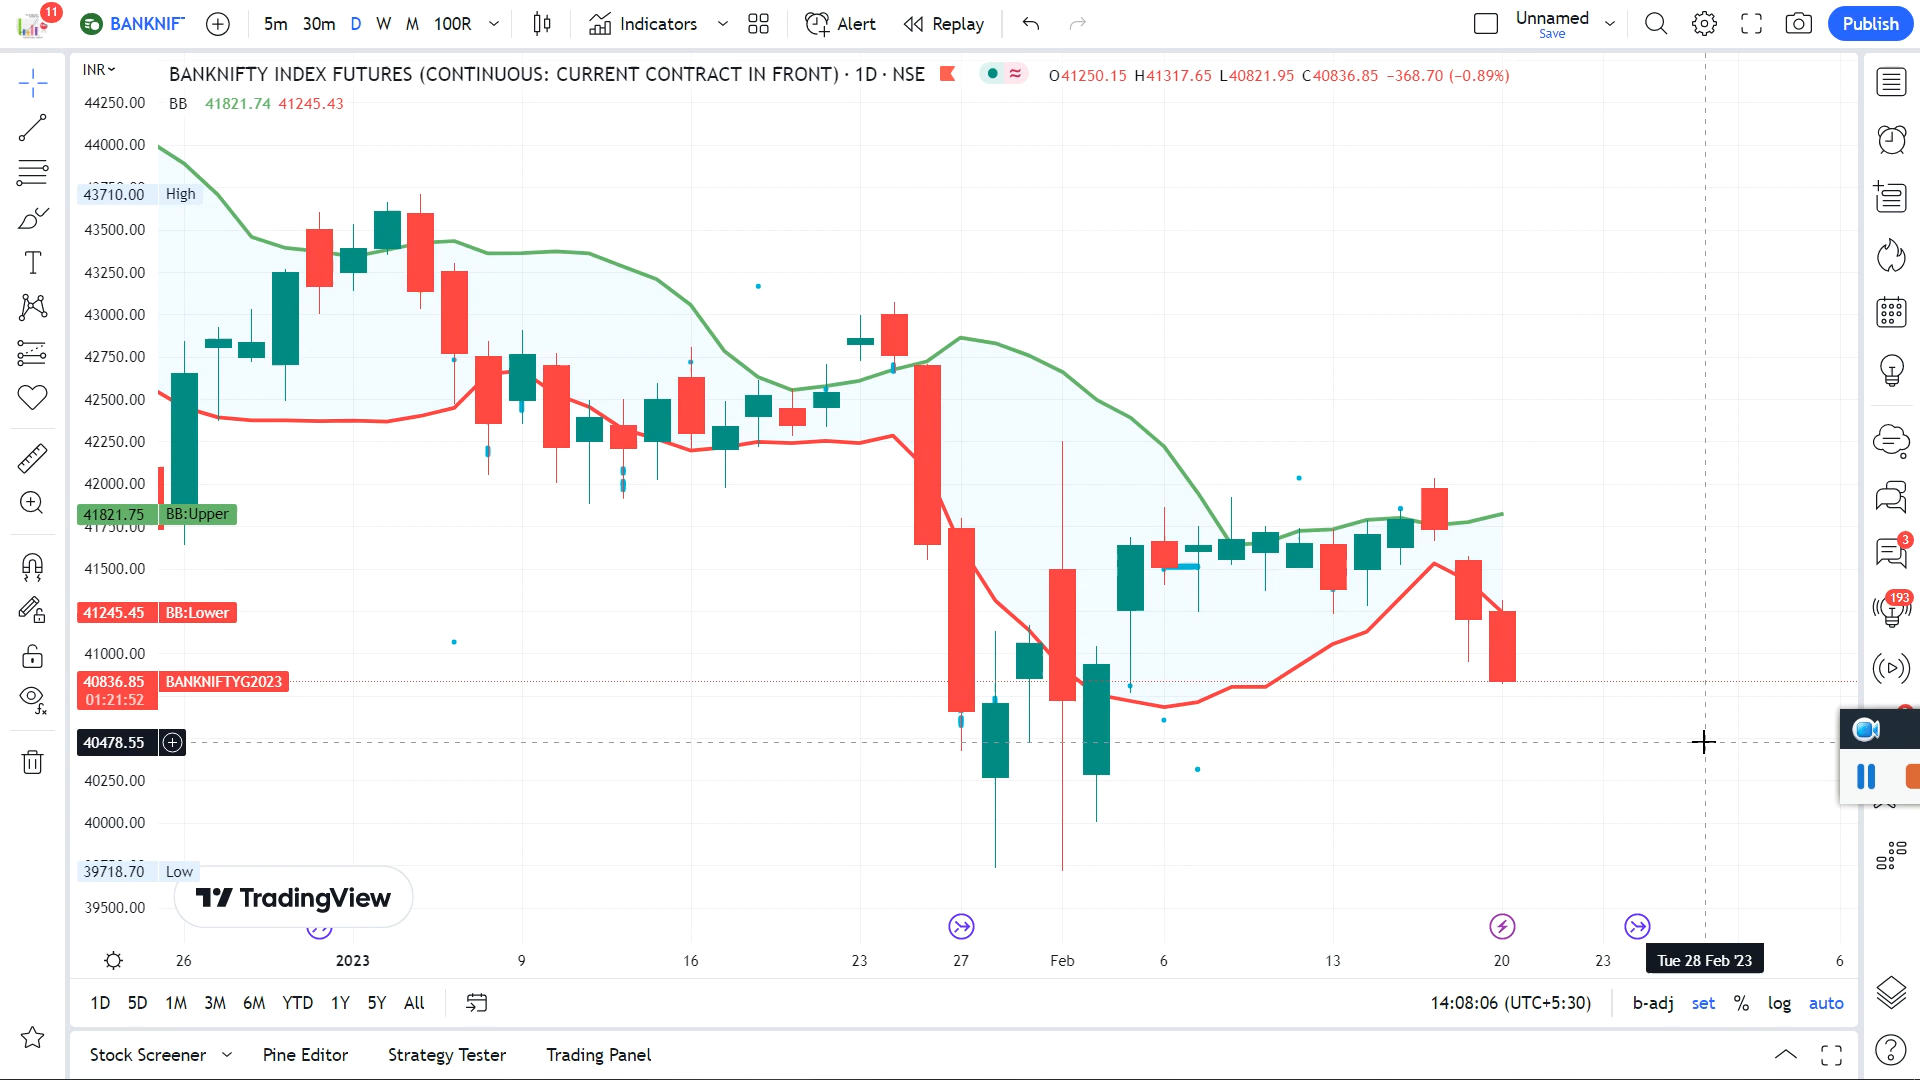 11
BANKNIF
5m 30m D W M 100R
Indicators
Alert
Replay
Unnamed
Save
Publish
INR
BANKNIFTY INDEX FUTURES (CONTINUOUS: CURRENT CONTRACT IN FRONT) · 1D · NSE
O41250.15 H41317.65 L40821.95 C40836.85 −368.70 (−0.89%)
BB 41821.74 41245.43
44250.00
44000.00
43710.00 High
43500.00
43250.00
43000.00
42750.00
42500.00
42250.00
42000.00
41821.75 BB:Upper
41750.00
41500.00
41245.45 BB:Lower
41000.00
40836.85 BANKNIFTYG2023
01:21:52
40478.55
40250.00
40000.00
39718.70 Low
39500.00
TradingView
3
193
26 2023 9 16 23 27 Feb 6 13 20 23 Tue 28 Feb '23 6
1D 5D 1M 3M 6M YTD 1Y 5Y All
14:08:06 (UTC+5:30)
b-adj set % log auto
Stock Screener
Pine Editor
Strategy Tester
Trading Panel